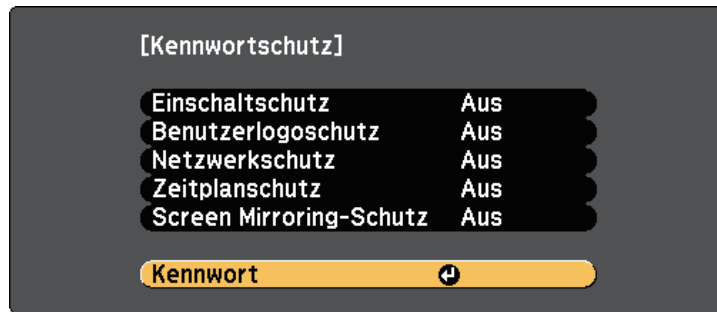 [Kennwortschutz]
Einschaltschutz Aus
Benutzerlogoschutz Aus
Netzwerkschutz Aus
Zeitplanschutz Aus
Screen Mirroring-Schutz Aus
Kennwort